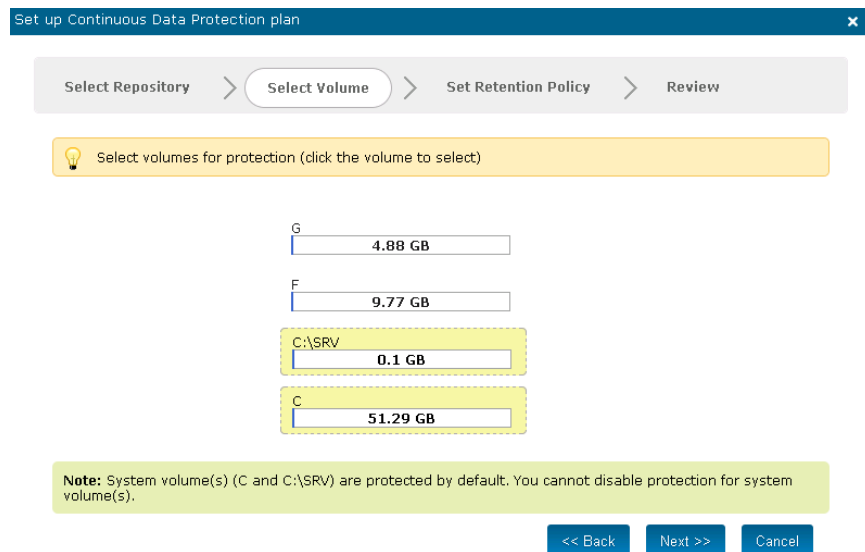 Set up Continuous Data Protection plan
Select Repository
Select Volume
Set Retention Policy
Review
Select volumes for protection (click the volume to select)
G
4.88 GB
F
9.77 GB
C:\SRV
0.1 GB
C
51.29 GB
Note: System volume(s) (C and C:\SRV) are protected by default. You cannot disable protection for system
volume(s).
<< Back
Next >>
Cancel